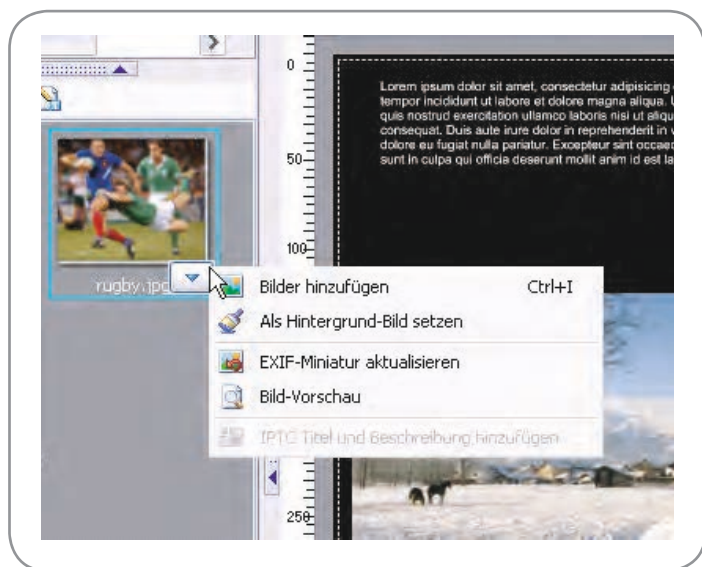 0
Lorem ipsum dolor sit amet, consectetur adipisicing
tempor incididunt ut labore et dolore magna aliqua. U
quis nostrud exercitation ullamco laboris nisi ut aliqu
consequat. Duis aute irure dolor in reprehenderit in v
dolore eu fugiat nulla pariatur. Excepteur sint occaec
sunt in culpa qui officia deserunt mollit anim id est la
50
100
rugby.jpg
Bilder hinzufügen Ctrl+I
Als Hintergrund-Bild setzen
EXIF-Miniatur aktualisieren
Bild-Vorschau
IPTC Titel und Beschreibung hinzufügen
250